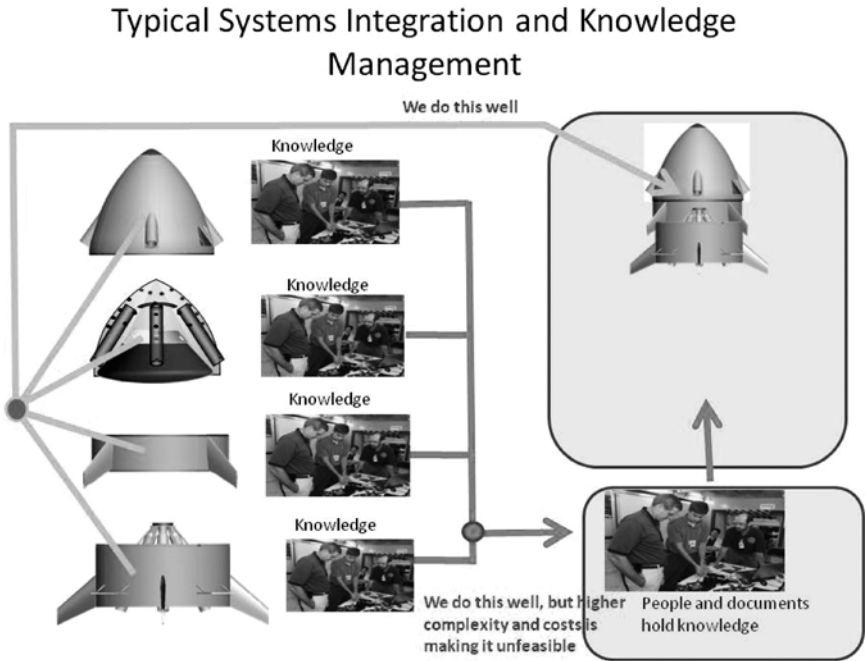 Typical Systems Integration and Knowledge
Management
We do this well
Knowledge
Knowledge
Knowledge
Knowledge
We do this well, but higher
complexity and costs is
making it unfeasible
People and documents
hold knowledge